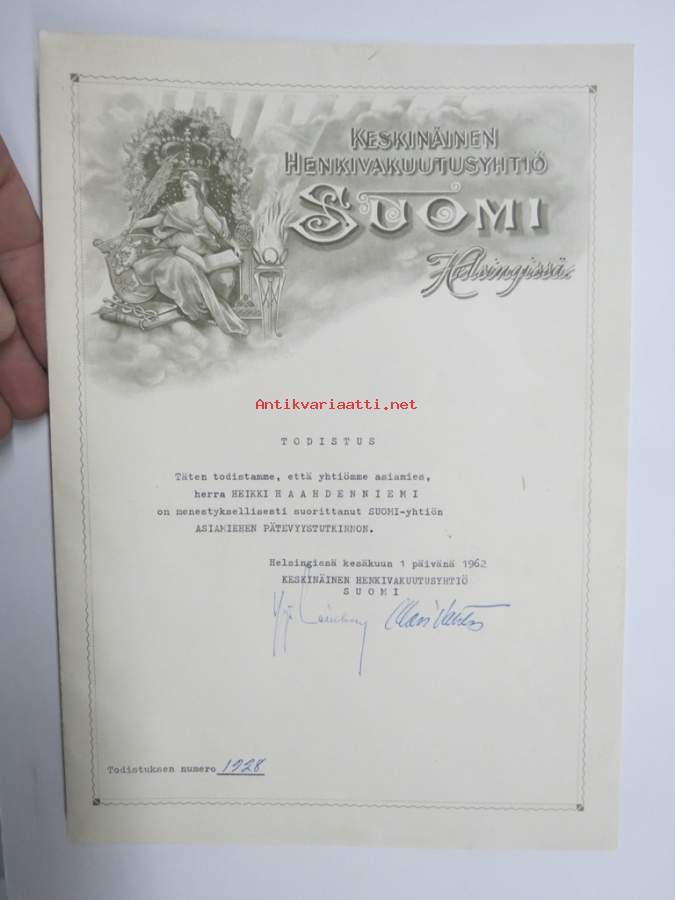 KESKINÄINEN
HENKIVAKUUTUSYHTIÖ
SUOMI
Helsingissä.
Antikvariaatti.net
TODISTUS
Täten todistamme, että yhtiömme asiamies,
herra HEIKKI HAAHDENNIEMI
on menestyksellisesti suorittanut SUOMI-yhtiön
ASIAMIEHEN PÄTEVYYSTUTKINNON.
Helsingissä kesäkuun 1 päivänä 1962
KESKINÄINEN HENKIVAKUUTUSYHTIÖ
SUOMI
Todistuksen numero 1928